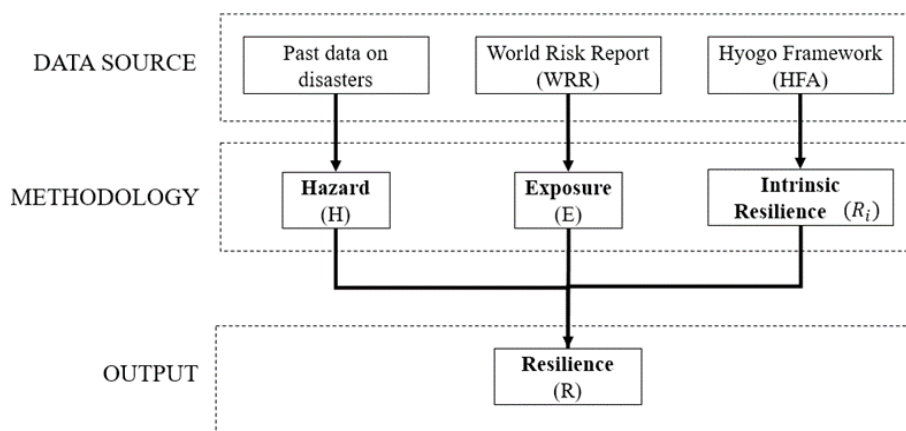 DATA SOURCE
Past data on
disasters
World Risk Report
(WRR)
Hyogo Framework
(HFA)
METHODOLOGY
Hazard
(H)
Exposure
(E)
Intrinsic
Resilience (Rᵢ)
OUTPUT
Resilience
(R)